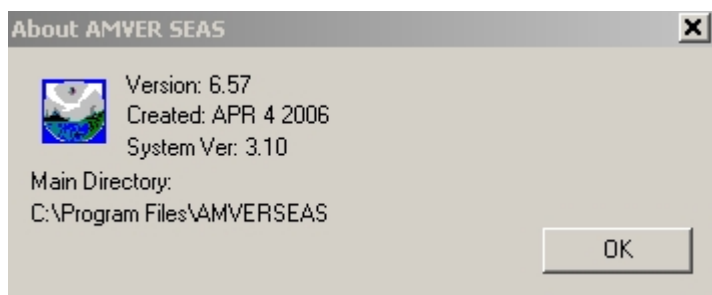 About AMVER SEAS
Version: 6.57
Created: APR 4 2006
System Ver: 3.10
Main Directory:
C:\Program Files\AMVERSEAS
OK